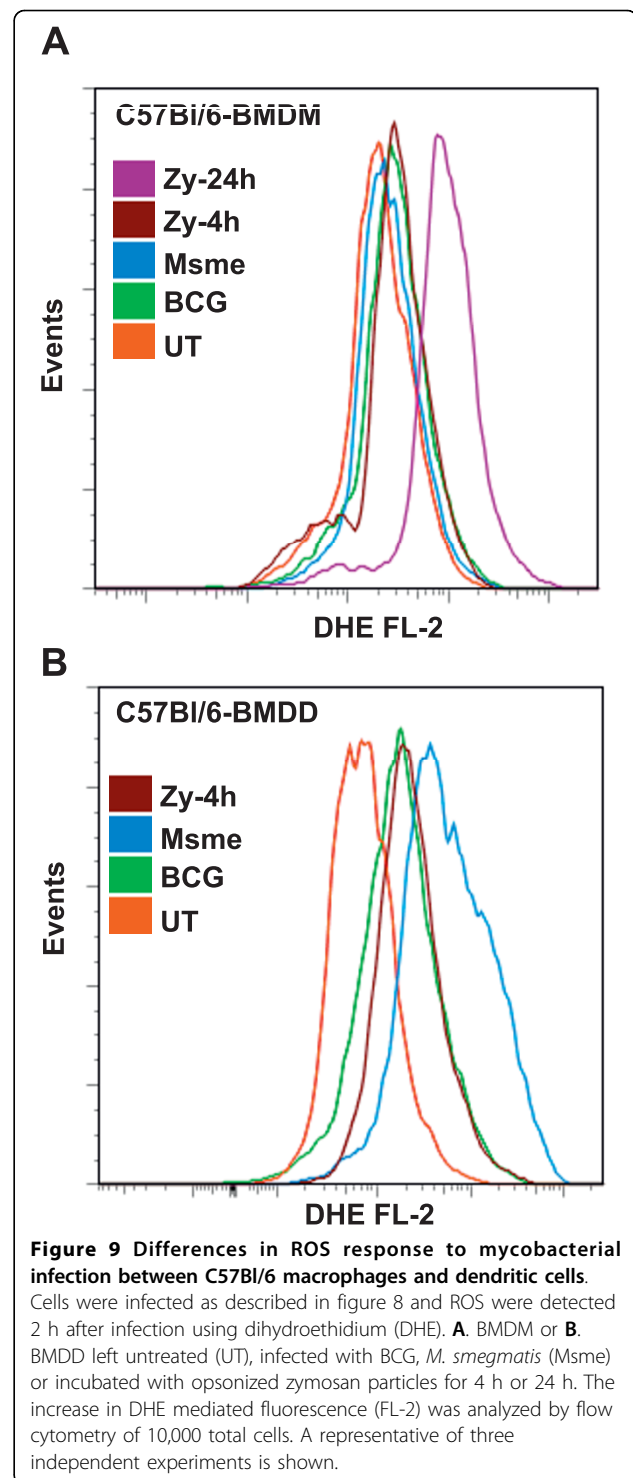 A
C57Bl/6-BMDM
Zy-24h
Zy-4h
Msme
BCG
UT
Events
DHE FL-2
B
C57Bl/6-BMDD
Zy-4h
Msme
BCG
UT
Events
DHE FL-2
Figure 9 Differences in ROS response to mycobacterial
infection between C57Bl/6 macrophages and dendritic cells.
Cells were infected as described in figure 8 and ROS were detected
2 h after infection using dihydroethidium (DHE). A. BMDM or B.
BMDD left untreated (UT), infected with BCG, M. smegmatis (Msme)
or incubated with opsonized zymosan particles for 4 h or 24 h. The
increase in DHE mediated fluorescence (FL-2) was analyzed by flow
cytometry of 10,000 total cells. A representative of three
independent experiments is shown.